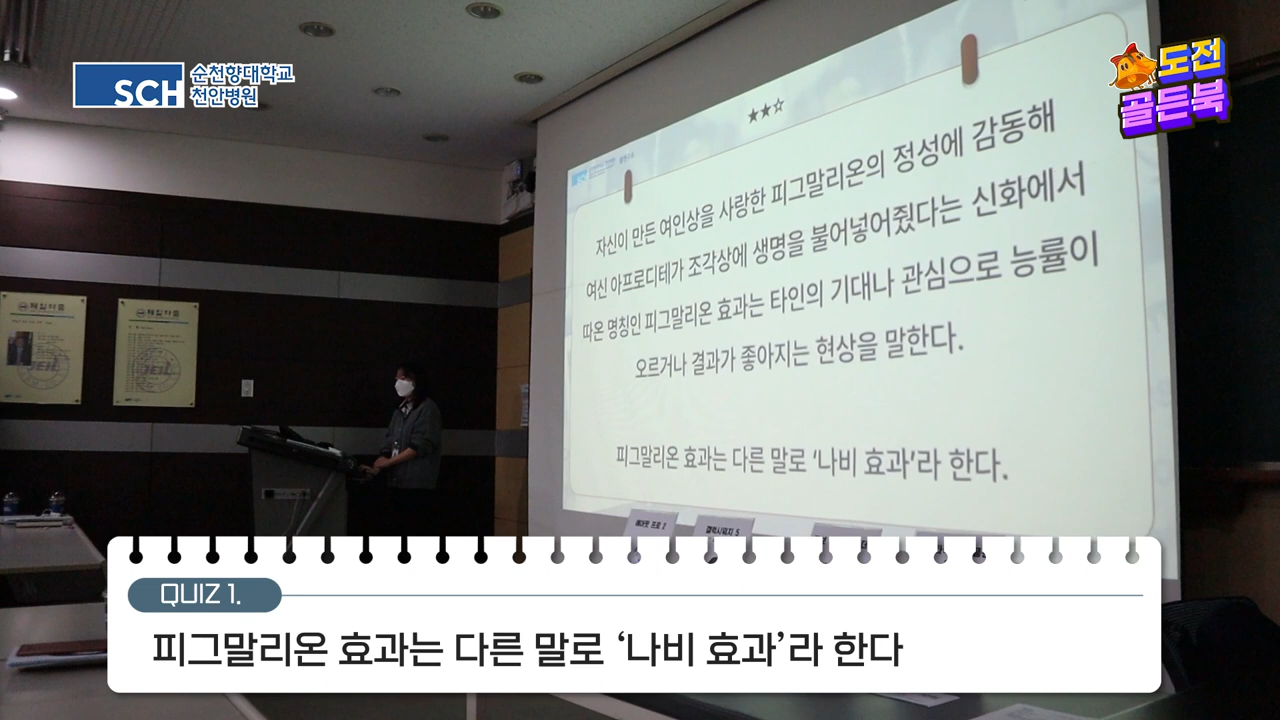 SCH 순천향대학교
천안병원
도전
골든북
★★☆
자신이 만든 여인상을 사랑한 피그말리온의 정성에 감동해
여신 아프로디테가 조각상에 생명을 불어넣어줬다는 신화에서
따온 명칭인 피그말리온 효과는 타인의 기대나 관심으로 능률이
오르거나 결과가 좋아지는 현상을 말한다.
피그말리온 효과는 다른 말로 ‘나비 효과’라 한다.
갤럭시워치 5
QUIZ 1.
피그말리온 효과는 다른 말로 ‘나비 효과’라 한다